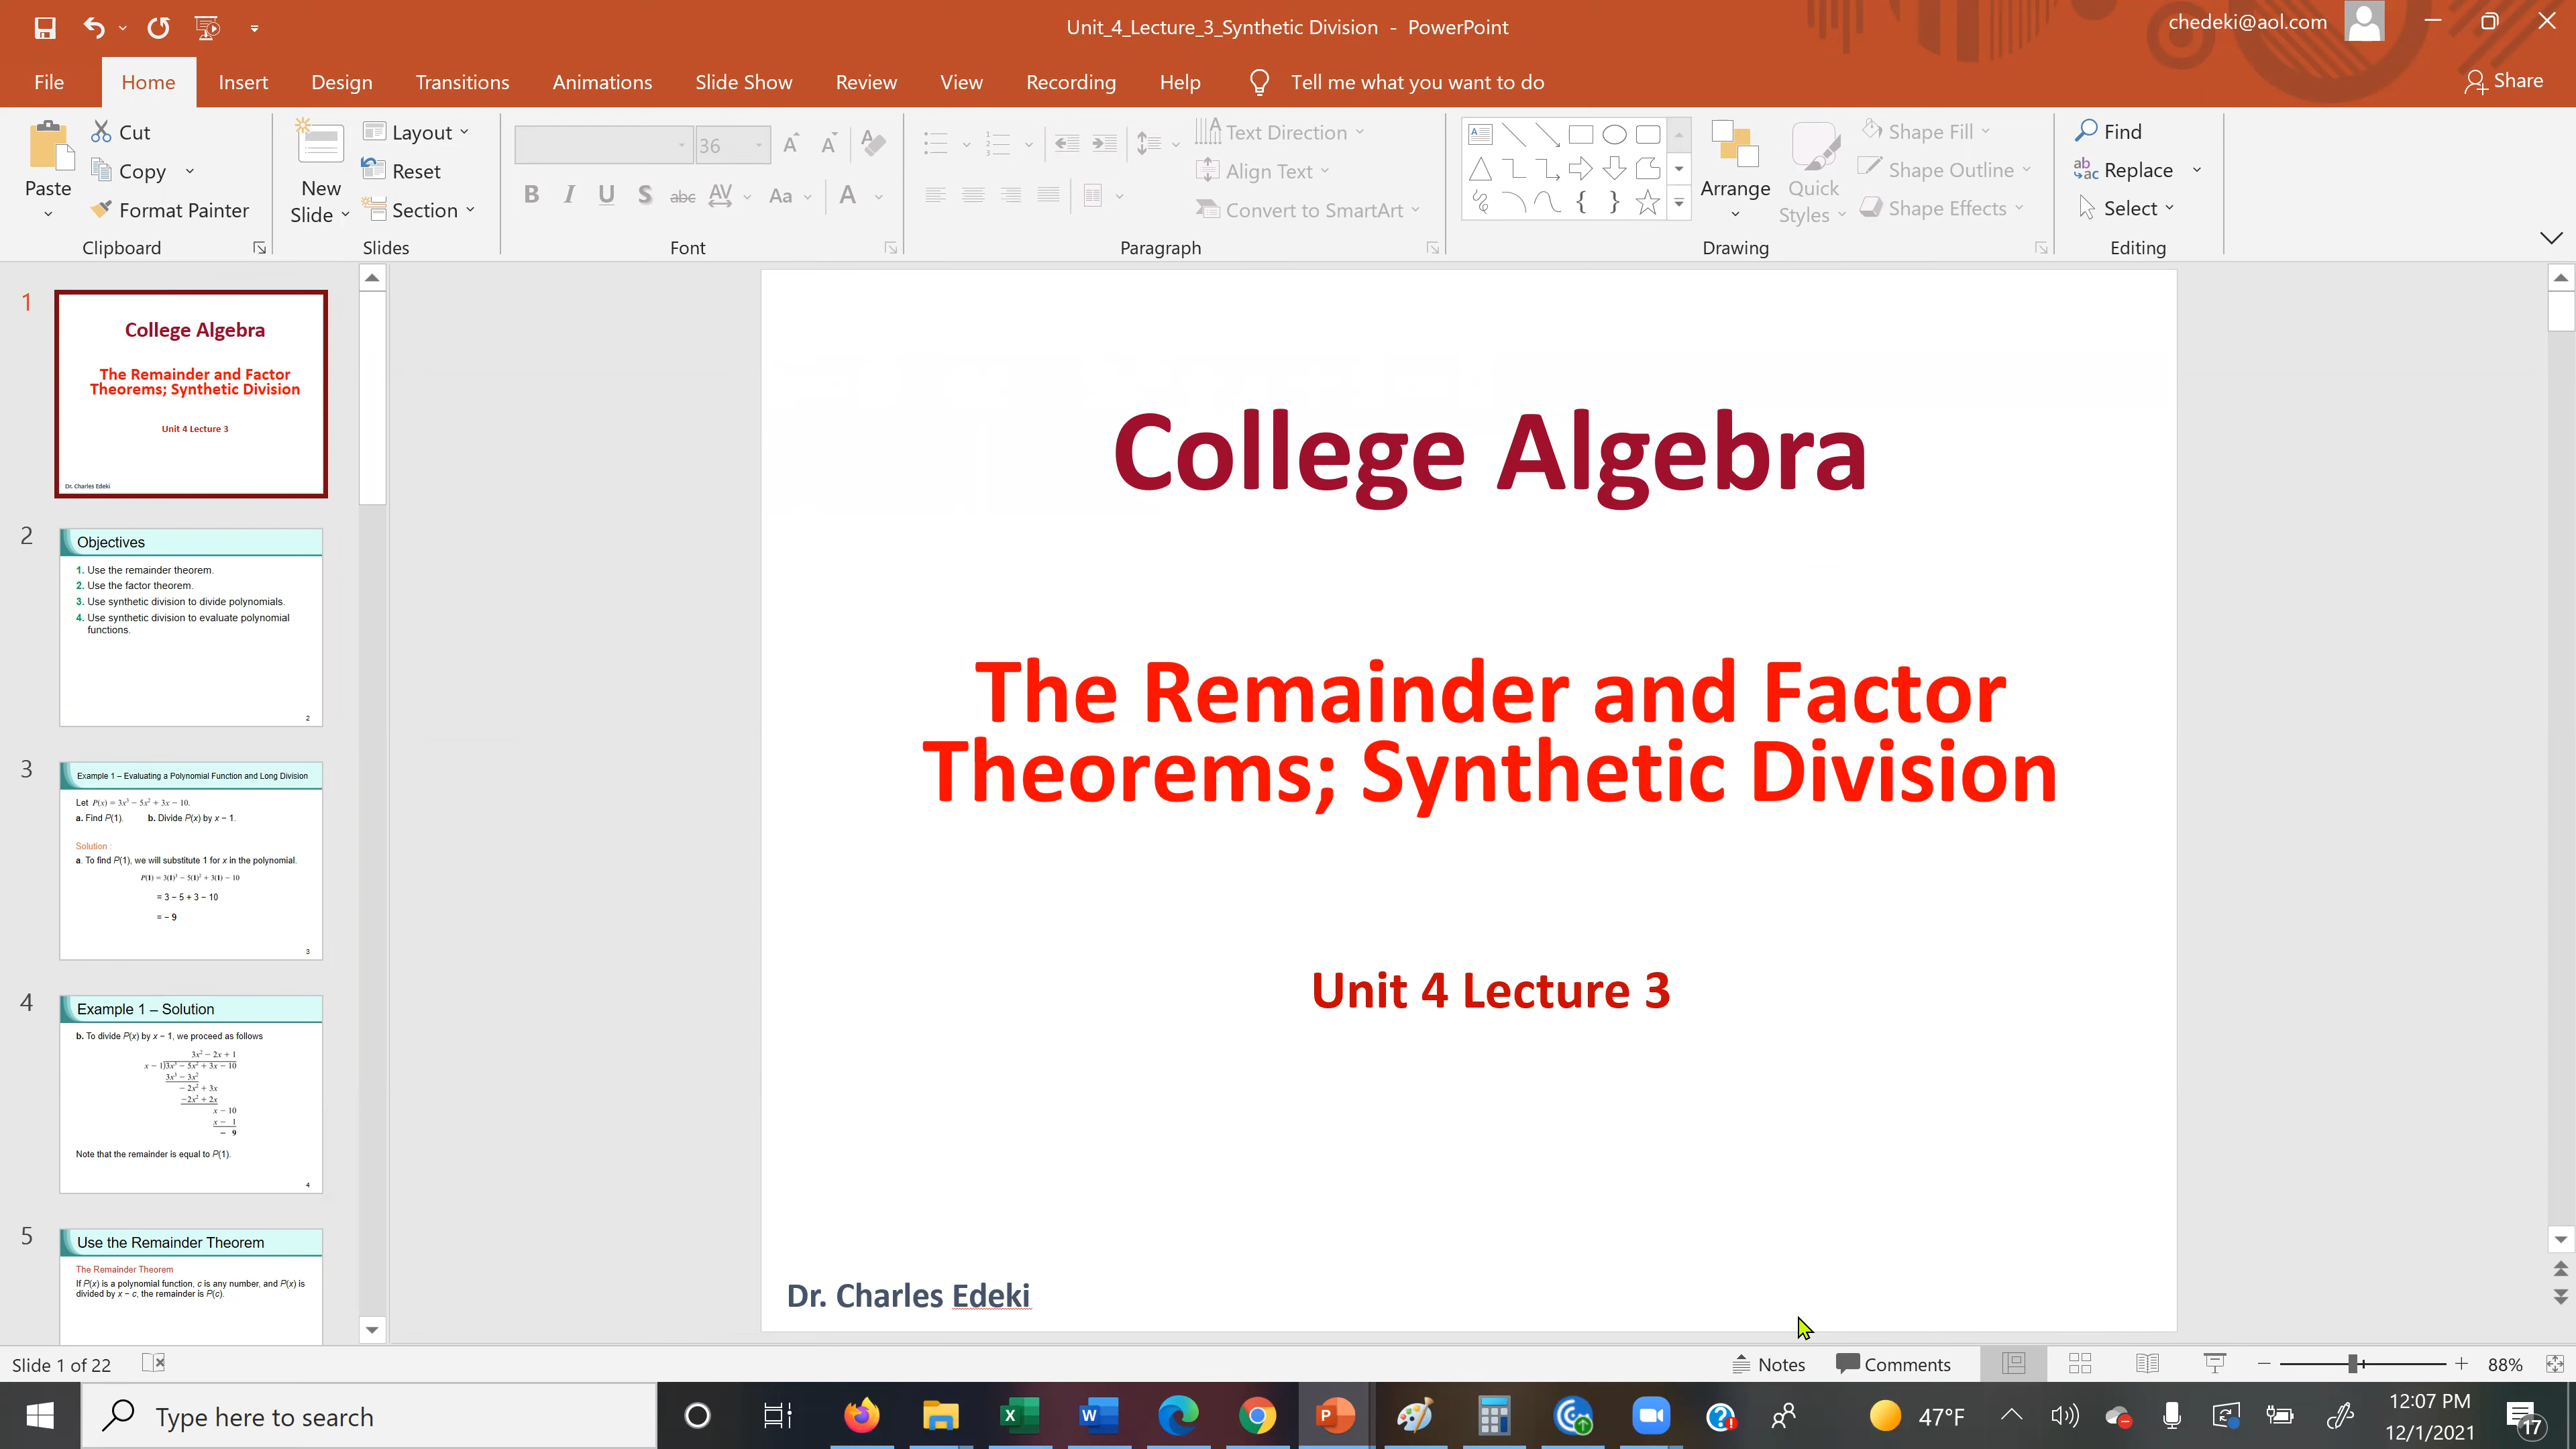 Unit_4_Lecture_3_Synthetic Division - PowerPoint
chedeki@aol.com
File Home Insert Design Transitions Animations Slide Show Review View Recording Help Tell me what you want to do Share
Paste
Cut
Copy
Format Painter
Clipboard
New Slide
Layout
Reset
Section
Slides
36
B I U S abc AV Aa A
Font
Text Direction
Align Text
Convert to SmartArt
Paragraph
Arrange
Quick Styles
Shape Fill
Shape Outline
Shape Effects
Drawing
Find
Replace
Select
Editing
1
College Algebra
The Remainder and Factor
Theorems; Synthetic Division
Unit 4 Lecture 3
Dr. Charles Edeki
2
Objectives
1. Use the remainder theorem.
2. Use the factor theorem.
3. Use synthetic division to divide polynomials.
4. Use synthetic division to evaluate polynomial
functions.
2
3
Example 1 – Evaluating a Polynomial Function and Long Division
Let P(x) = 3x³ − 5x² + 3x − 10.
a. Find P(1). b. Divide P(x) by x − 1.
Solution :
a. To find P(1), we will substitute 1 for x in the polynomial.
P(1) = 3(1)³ − 5(1)² + 3(1) − 10
= 3 − 5 + 3 − 10
= − 9
3
4
Example 1 – Solution
b. To divide P(x) by x − 1, we proceed as follows
3x² − 2x + 1
x − 1)3x³ − 5x² + 3x − 10
3x³ − 3x²
− 2x² + 3x
−2x² + 2x
x − 10
x − 1
− 9
Note that the remainder is equal to P(1).
4
5
Use the Remainder Theorem
The Remainder Theorem
If P(x) is a polynomial function, c is any number, and P(x) is
divided by x − c, the remainder is P(c).
College Algebra
The Remainder and Factor
Theorems; Synthetic Division
Unit 4 Lecture 3
Dr. Charles Edeki
Slide 1 of 22
Notes Comments 88%
Type here to search
47°F
12:07 PM
12/1/2021
17